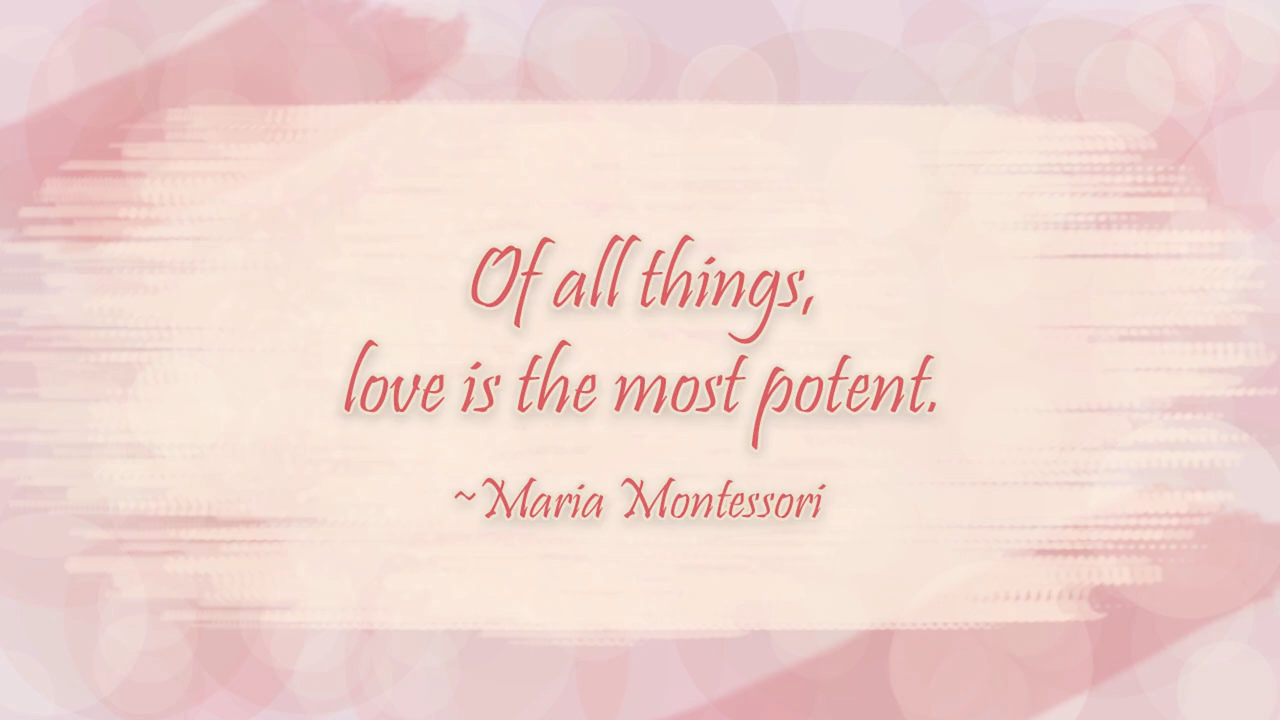 Of all things,
love is the most potent.
~Maria Montessori